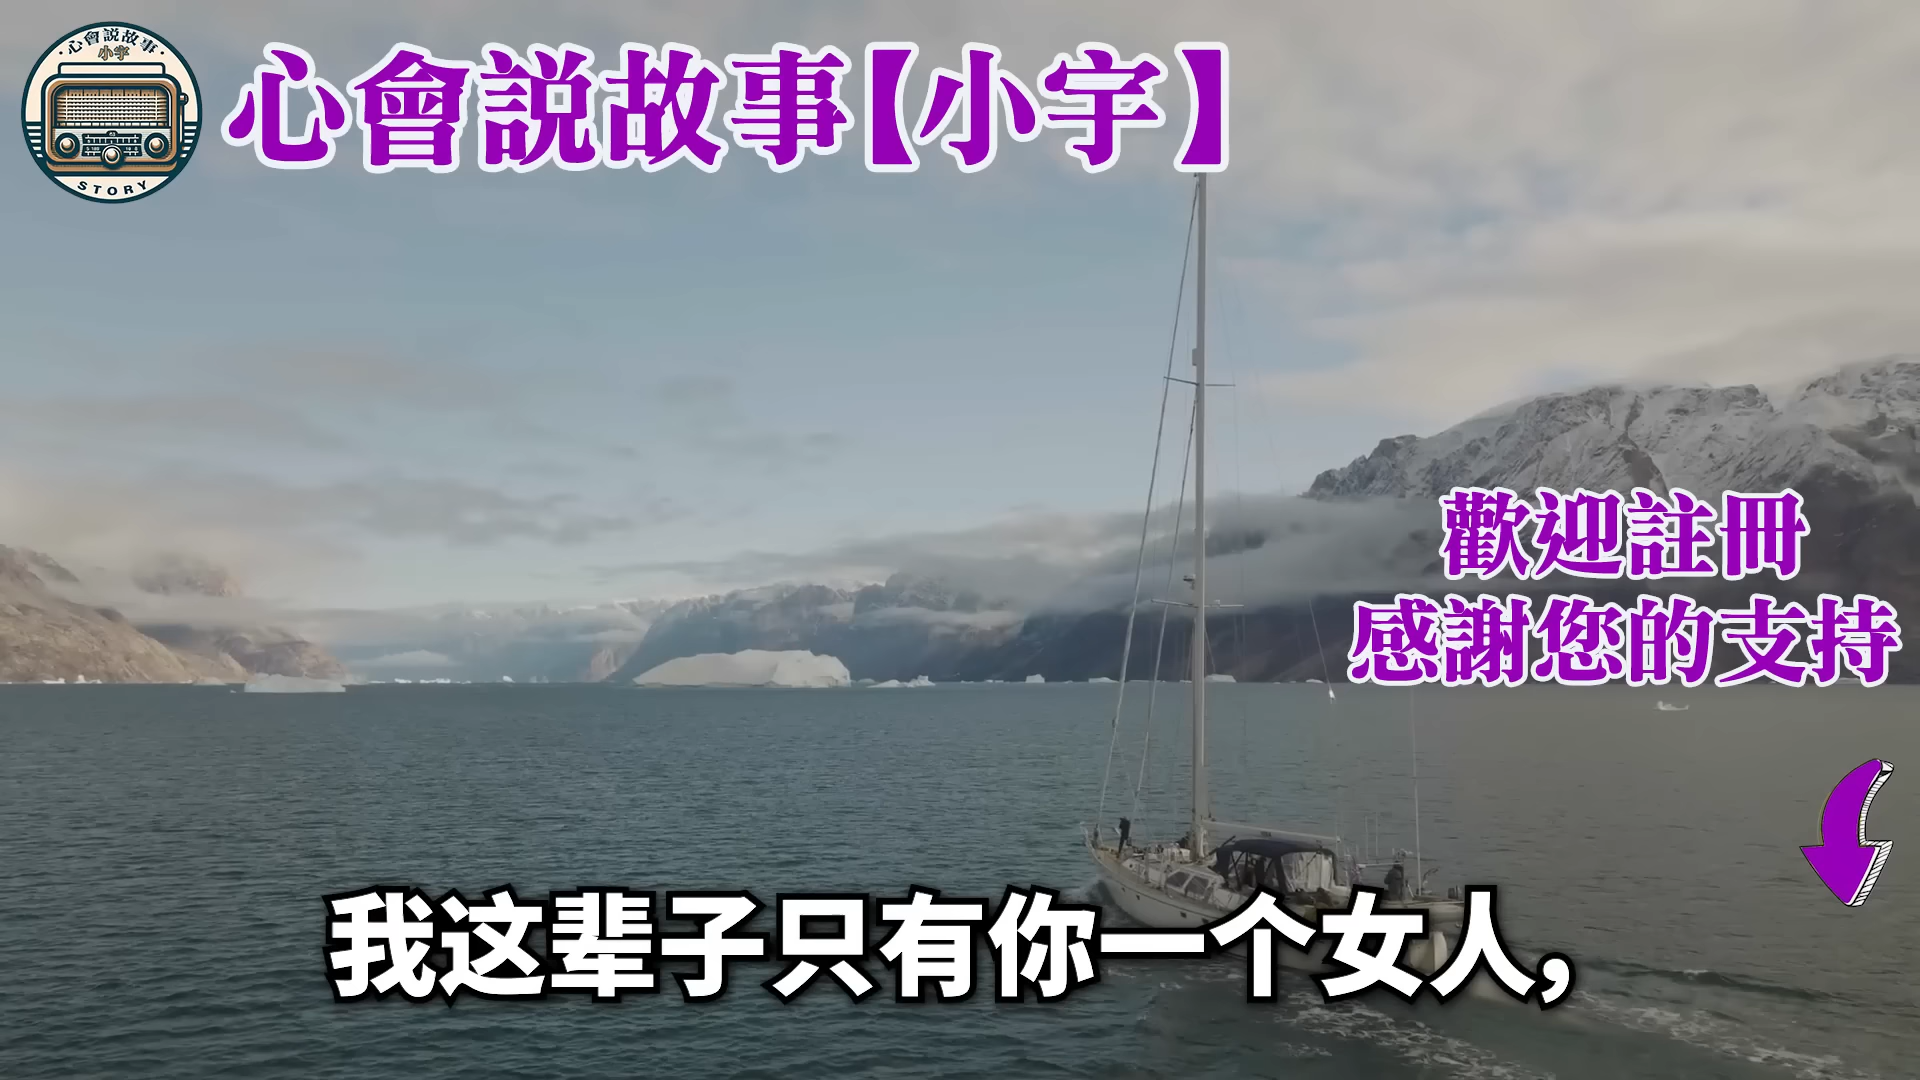 心會説故事
小宇
STORY
心會説故事【小宇】
歡迎註冊
感謝您的支持
我这辈子只有你一个女人,